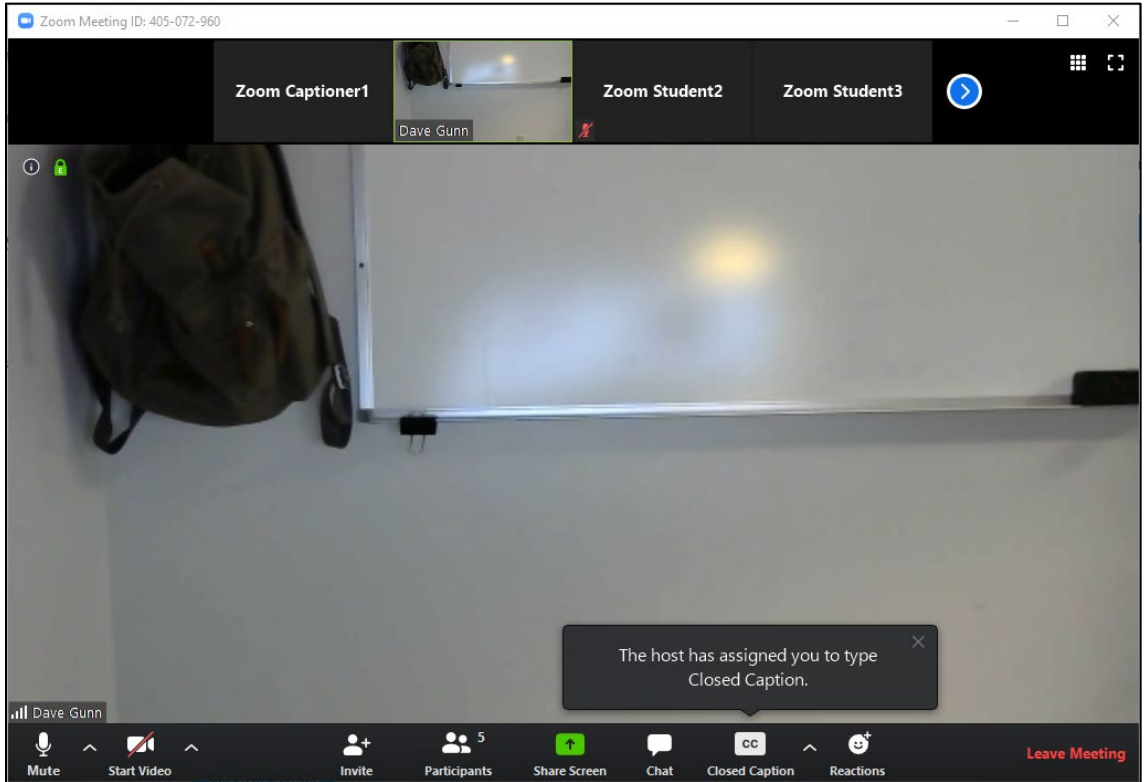 Zoom Meeting ID: 405-072-960
Zoom Captioner1
Dave Gunn
Zoom Student2
Zoom Student3
E
The host has assigned you to type
Closed Caption.
Dave Gunn
5
CC
Mute
Start Video
Invite
Participants
Share Screen
Chat
Closed Caption
Reactions
Leave Meeting